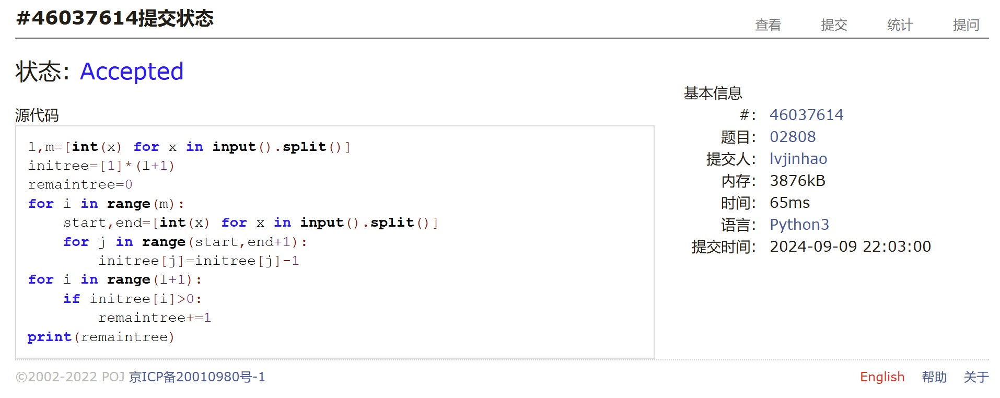 #46037614提交状态
查看 提交 统计 提问
状态: Accepted
源代码
l,m=[int(x) for x in input().split()]
initree=[1]*(l+1)
remaintree=0
for i in range(m):
    start,end=[int(x) for x in input().split()]
    for j in range(start,end+1):
        initree[j]=initree[j]-1
for i in range(l+1):
    if initree[i]>0:
        remaintree+=1
print(remaintree)
基本信息
#: 46037614
题目: 02808
提交人: lvjinhao
内存: 3876kB
时间: 65ms
语言: Python3
提交时间: 2024-09-09 22:03:00
©2002-2022 POJ 京ICP备20010980号-1
English 帮助 关于